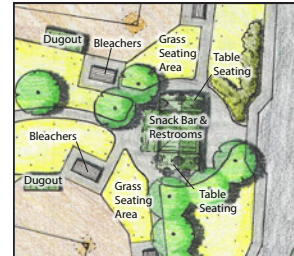 Dugout
Bleachers
Grass
Seating
Area
Table
Seating
Snack Bar &
Restrooms
Bleachers
Dugout
Grass
Seating
Area
Table
Seating